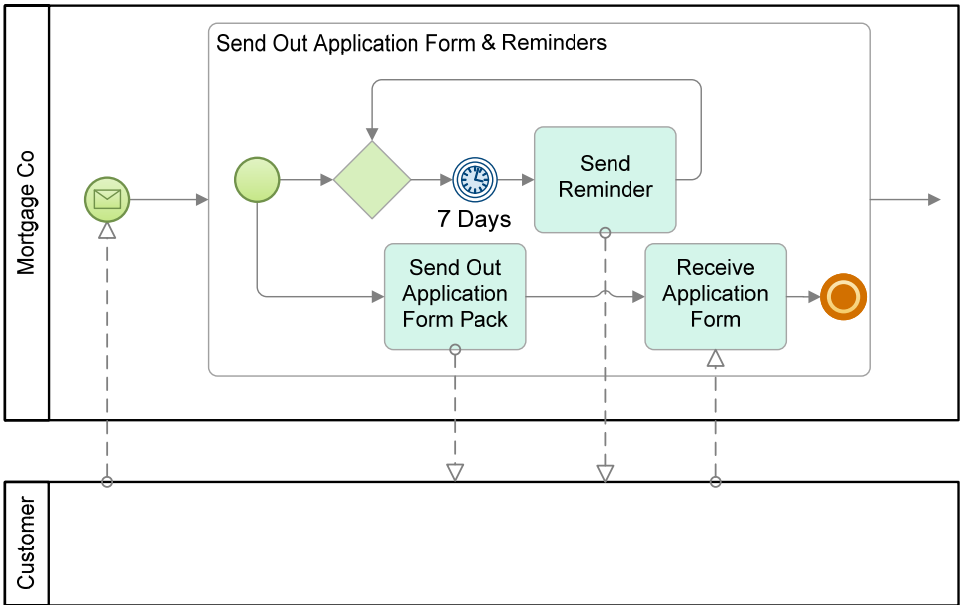 Mortgage Co
Send Out Application Form & Reminders
7 Days
Send
Reminder
Send Out
Application
Form Pack
Receive
Application
Form
Customer